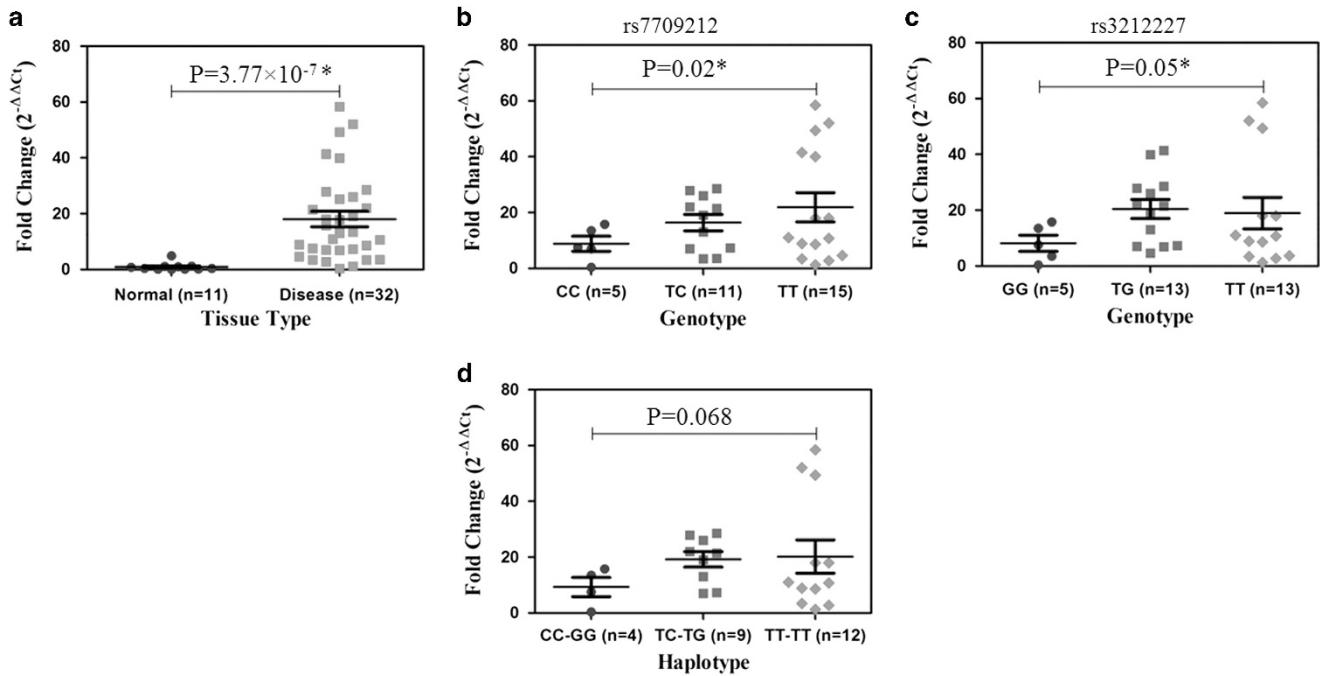 a
80
60
40
20
0
Fold Change (2^-ΔΔCt)
P=3.77×10^-7*
Normal (n=11) Disease (n=32)
Tissue Type
b
rs7709212
80
60
40
20
0
Fold Change (2^-ΔΔCt)
P=0.02*
CC (n=5) TC (n=11) TT (n=15)
Genotype
c
rs3212227
80
60
40
20
0
Fold Change (2^-ΔΔCt)
P=0.05*
GG (n=5) TG (n=13) TT (n=13)
Genotype
d
80
60
40
20
0
Fold Change (2^-ΔΔCt)
P=0.068
CC-GG (n=4) TC-TG (n=9) TT-TT (n=12)
Haplotype